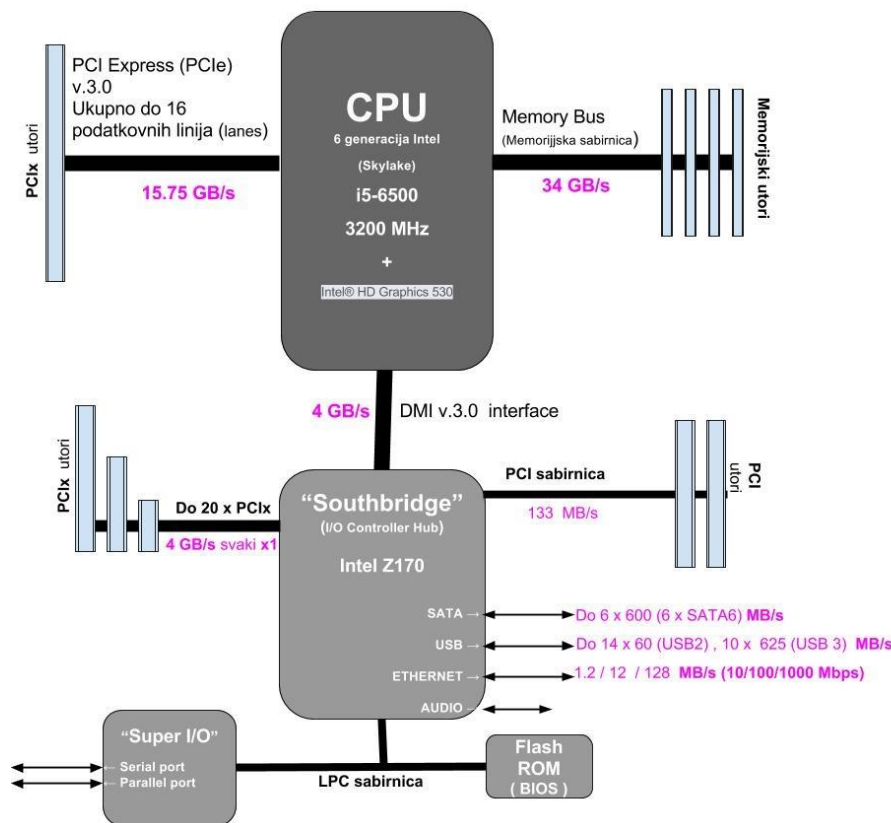 PCI Express (PCIe)
v.3.0
Ukupno do 16
podatkovnih linija (lanes)
PCIx utori
15.75 GB/s
CPU
6 generacija Intel
(Skylake)
i5-6500
3200 MHz
+
Intel® HD Graphics 530
Memory Bus
(Memorijjska sabirnica)
34 GB/s
Memorijski utori
4 GB/s
DMI v.3.0 interface
PCIx utori
Do 20 x PCIx
4 GB/s svaki x1
“Southbridge”
(I/O Controller Hub)
Intel Z170
PCI sabirnica
133 MB/s
PCI
utori
SATA →
Do 6 x 600 (6 x SATA6) MB/s
USB →
Do 14 x 60 (USB2) , 10 x 625 (USB 3) MB/s
ETHERNET →
1.2 / 12 / 128 MB/s (10/100/1000 Mbps)
AUDIO →
“Super I/O”
← Serial port
← Parallel port
LPC sabirnica
Flash
ROM
( BIOS )